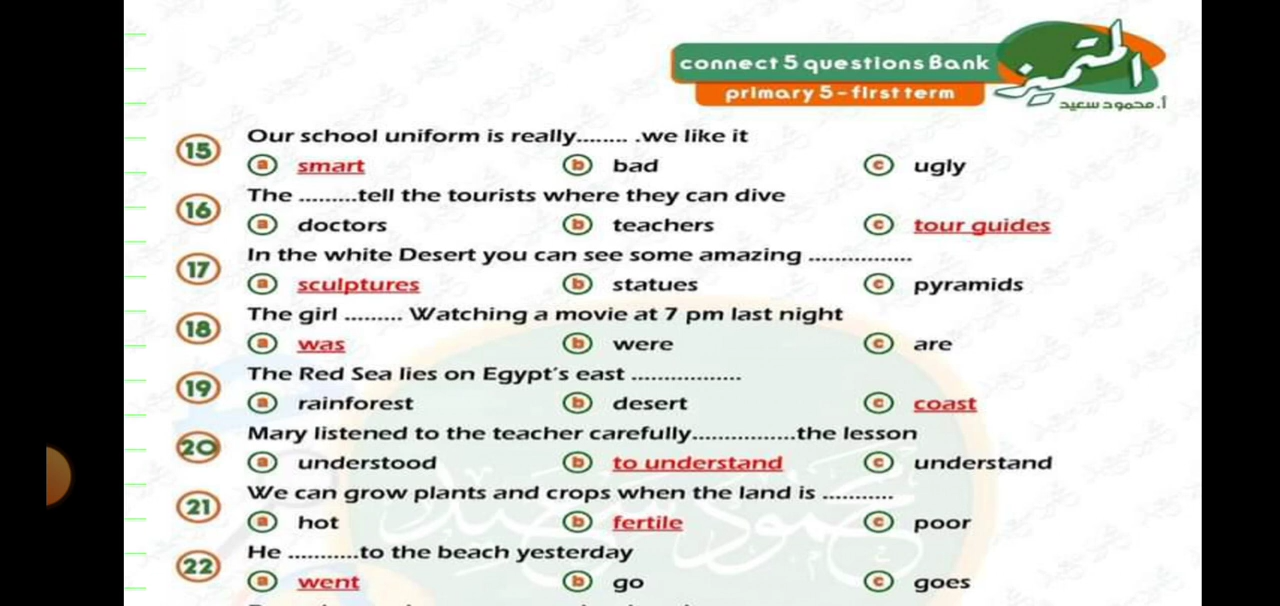 connect 5 questions Bank
primary 5 - first term
المتميز
أ. محمود سعيد
15 Our school uniform is really........ .we like it
a smart b bad c ugly
16 The .........tell the tourists where they can dive
a doctors b teachers c tour guides
17 In the white Desert you can see some amazing ................
a sculptures b statues c pyramids
18 The girl ......... Watching a movie at 7 pm last night
a was b were c are
19 The Red Sea lies on Egypt's east .................
a rainforest b desert c coast
20 Mary listened to the teacher carefully................the lesson
a understood b to understand c understand
21 We can grow plants and crops when the land is ...........
a hot b fertile c poor
22 He ...........to the beach yesterday
a went b go c goes
محمود سعيد